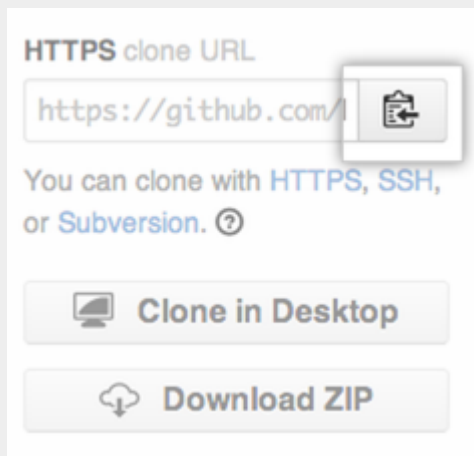 HTTPS clone URL
https://github.com/
You can clone with HTTPS, SSH,
or Subversion. ?
Clone in Desktop
Download ZIP